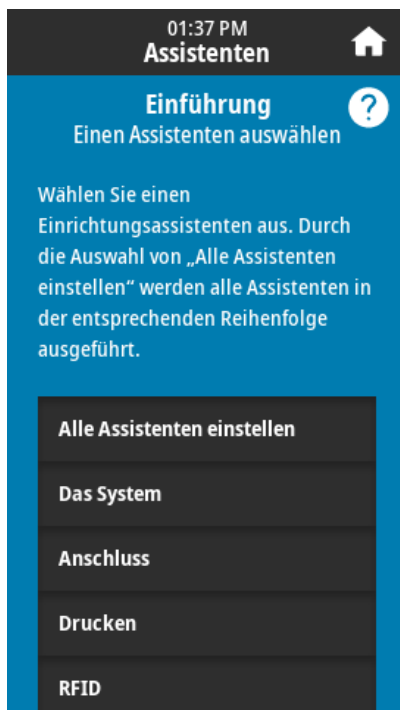 01:37 PM
Assistenten
Einführung
?
Einen Assistenten auswählen
Wählen Sie einen
Einrichtungsassistenten aus. Durch
die Auswahl von „Alle Assistenten
einstellen“ werden alle Assistenten in
der entsprechenden Reihenfolge
ausgeführt.
Alle Assistenten einstellen
Das System
Anschluss
Drucken
RFID